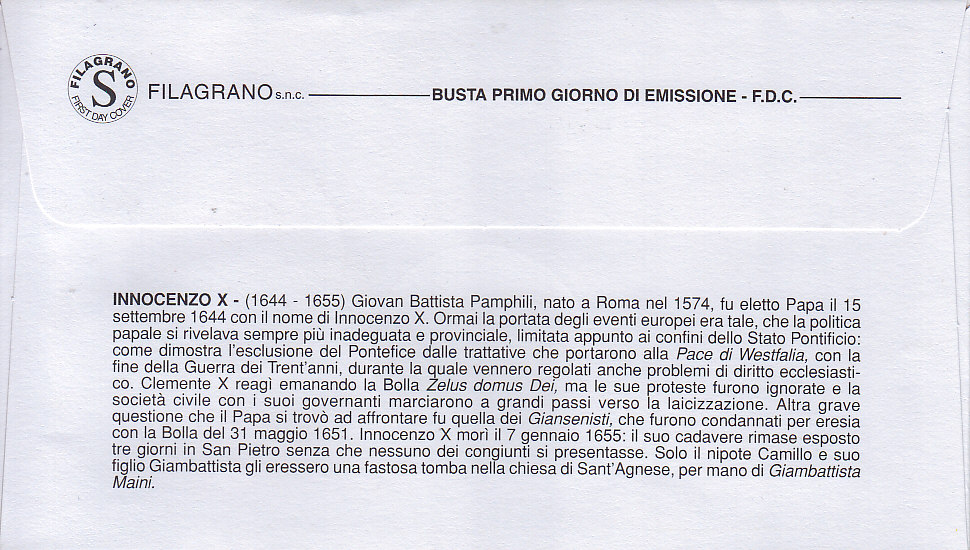 FILAGRANO
S
FIRST DAY COVER
FILAGRANO s.n.c.
BUSTA PRIMO GIORNO DI EMISSIONE - F.D.C.
INNOCENZO X - (1644 - 1655) Giovan Battista Pamphili, nato a Roma nel 1574, fu eletto Papa il 15
settembre 1644 con il nome di Innocenzo X. Ormai la portata degli eventi europei era tale, che la politica
papale si rivelava sempre più inadeguata e provinciale, limitata appunto ai confini dello Stato Pontificio:
come dimostra l'esclusione del Pontefice dalle trattative che portarono alla Pace di Westfalia, con la
fine della Guerra dei Trent'anni, durante la quale vennero regolati anche problemi di diritto ecclesiasti-
co. Clemente X reagì emanando la Bolla Zelus domus Dei, ma le sue proteste furono ignorate e la
società civile con i suoi governanti marciarono a grandi passi verso la laicizzazione. Altra grave
questione che il Papa si trovò ad affrontare fu quella dei Giansenisti, che furono condannati per eresia
con la Bolla del 31 maggio 1651. Innocenzo X morì il 7 gennaio 1655: il suo cadavere rimase esposto
tre giorni in San Pietro senza che nessuno dei congiunti si presentasse. Solo il nipote Camillo e suo
figlio Giambattista gli eressero una fastosa tomba nella chiesa di Sant'Agnese, per mano di Giambattista
Maini.